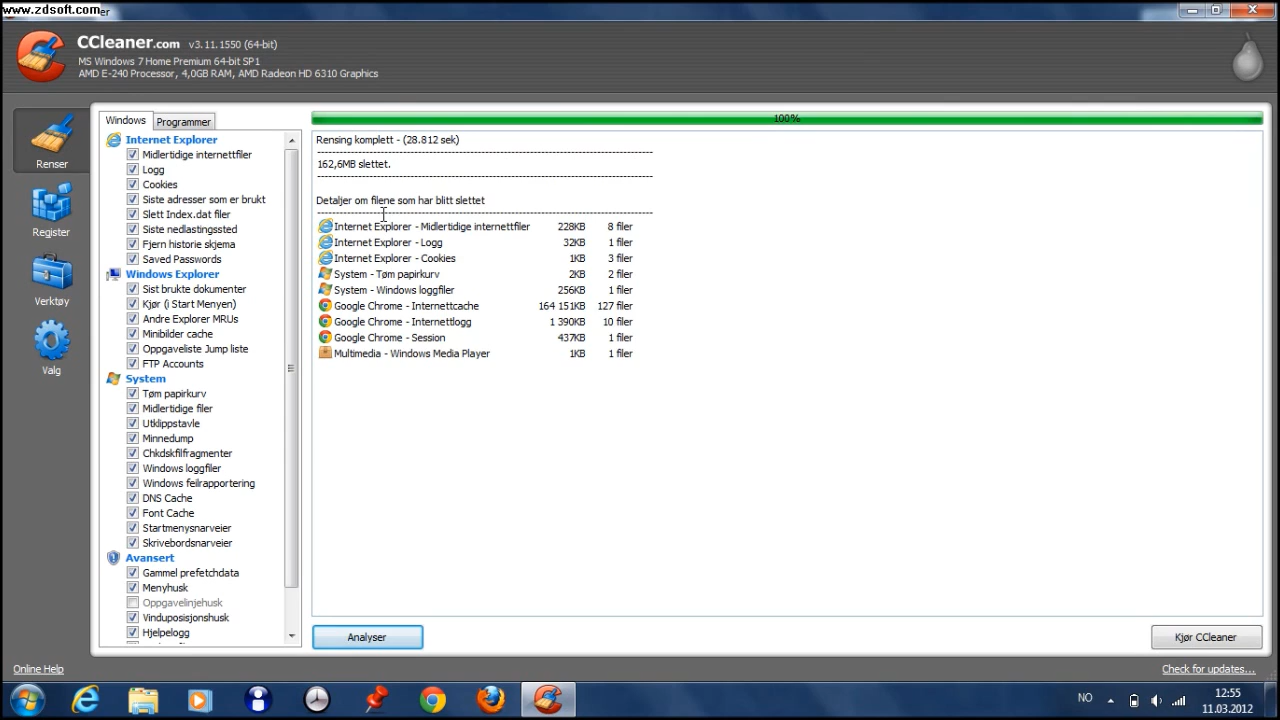 www.zdsoft.com
CCleaner.com v3.11.1550 (64-bit)
MS Windows 7 Home Premium 64-bit SP1
AMD E-240 Processor, 4,0GB RAM, AMD Radeon HD 6310 Graphics
Renser
Register
Verktøy
Valg
Windows
Programmer
Internet Explorer
Midlertidige internettfiler
Logg
Cookies
Siste adresser som er brukt
Slett Index.dat filer
Siste nedlastingssted
Fjern historie skjema
Saved Passwords
Windows Explorer
Sist brukte dokumenter
Kjør (i Start Menyen)
Andre Explorer MRUs
Minibilder cache
Oppgaveliste Jump liste
FTP Accounts
System
Tøm papirkurv
Midlertidige filer
Utklippstavle
Minnedump
Chkdskfilfragmenter
Windows loggfiler
Windows feilrapportering
DNS Cache
Font Cache
Startmenysnarveier
Skrivebordsnarveier
Avansert
Gammel prefetchdata
Menyhusk
Oppgavelinjehusk
Vinduposisjonshusk
Hjelpelogg
100%
Rensing komplett - (28.812 sek)
162,6MB slettet.
Detaljer om filene som har blitt slettet
Internet Explorer - Midlertidige internettfiler 228KB 8 filer
Internet Explorer - Logg 32KB 1 filer
Internet Explorer - Cookies 1KB 3 filer
System - Tøm papirkurv 2KB 2 filer
System - Windows loggfiler 256KB 1 filer
Google Chrome - Internettcache 164 151KB 127 filer
Google Chrome - Internettlogg 1 390KB 10 filer
Google Chrome - Session 437KB 1 filer
Multimedia - Windows Media Player 1KB 1 filer
Analyser
Kjør CCleaner
Online Help
Check for updates...
NO
12:55
11.03.2012